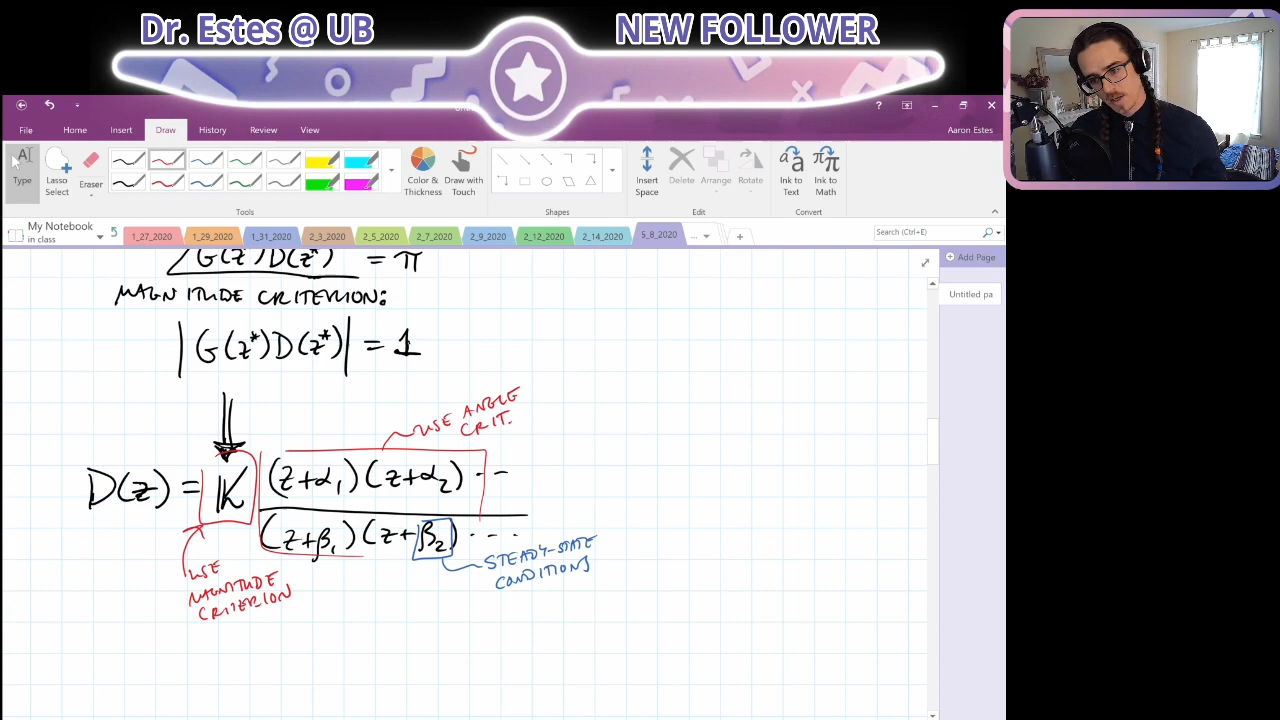 Dr. Estes @ UB
NEW FOLLOWER
File Home Insert Draw History Review View
Aaron Estes
Type
Lasso Select
Eraser
Color & Thickness
Draw with Touch
Insert Space
Delete
Arrange
Rotate
Ink to Text
Ink to Math
Tools
Shapes
Edit
Convert
My Notebook
in class
1_27_2020 1_29_2020 1_31_2020 2_3_2020 2_5_2020 2_7_2020 2_9_2020 2_12_2020 2_14_2020 5_8_2020 ...
Search (Ctrl+E)
Add Page
Untitled pa
∠G(z*)D(z*) = π
MAGNITUDE CRITERION:
|G(z*)D(z*)| = 1
USE ANGLE
CRIT.
D(z) = K (z+α₁)(z+α₂)...
(z+β₁)(z+β₂)....
STEADY-STATE
CONDITIONS
USE
MAGNITUDE
CRITERION